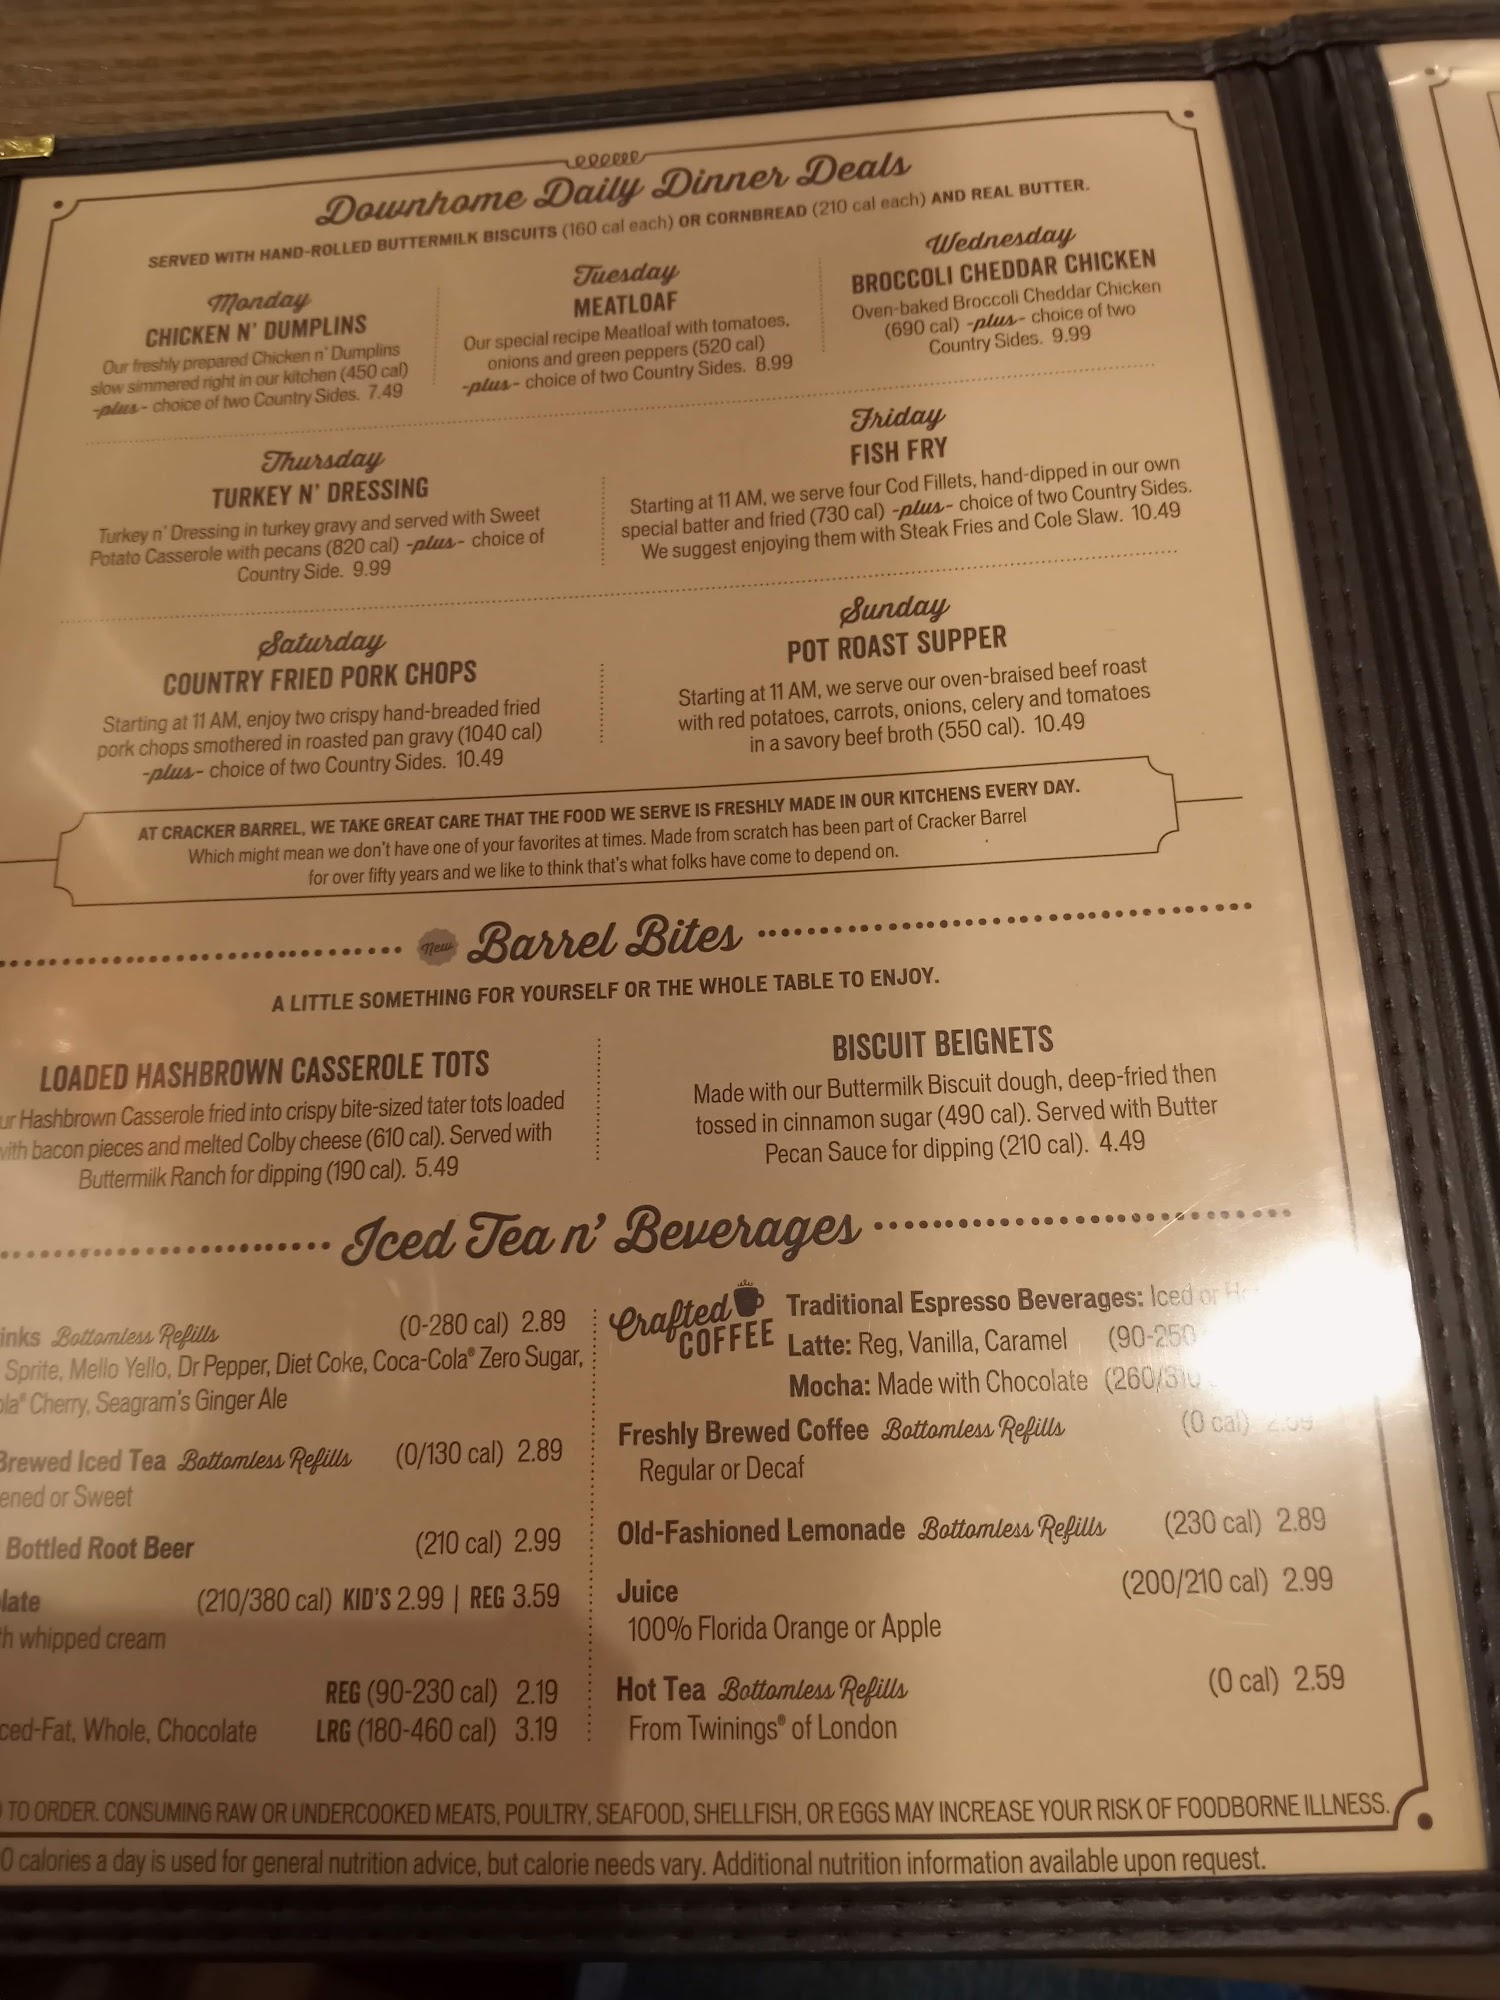 Downhome Daily Dinner Deals
SERVED WITH HAND-ROLLED BUTTERMILK BISCUITS (160 cal each) OR CORNBREAD (210 cal each) AND REAL BUTTER.
Monday
CHICKEN N' DUMPLINS
Our freshly prepared Chicken n' Dumplins
slow simmered right in our kitchen (450 cal)
-plus- choice of two Country Sides. 7.49
Tuesday
MEATLOAF
Our special recipe Meatloaf with tomatoes,
onions and green peppers (520 cal)
-plus- choice of two Country Sides. 8.99
Wednesday
BROCCOLI CHEDDAR CHICKEN
Oven-baked Broccoli Cheddar Chicken
(690 cal) -plus- choice of two
Country Sides. 9.99
Thursday
TURKEY N' DRESSING
Turkey n' Dressing in turkey gravy and served with Sweet
Potato Casserole with pecans (820 cal) -plus- choice of
Country Side. 9.99
Friday
FISH FRY
Starting at 11 AM, we serve four Cod Fillets, hand-dipped in our own
special batter and fried (730 cal) -plus- choice of two Country Sides.
We suggest enjoying them with Steak Fries and Cole Slaw. 10.49
Saturday
COUNTRY FRIED PORK CHOPS
Starting at 11 AM, enjoy two crispy hand-breaded fried
pork chops smothered in roasted pan gravy (1040 cal)
-plus- choice of two Country Sides. 10.49
Sunday
POT ROAST SUPPER
Starting at 11 AM, we serve our oven-braised beef roast
with red potatoes, carrots, onions, celery and tomatoes
in a savory beef broth (550 cal). 10.49
AT CRACKER BARREL, WE TAKE GREAT CARE THAT THE FOOD WE SERVE IS FRESHLY MADE IN OUR KITCHENS EVERY DAY.
Which might mean we don't have one of your favorites at times. Made from scratch has been part of Cracker Barrel
for over fifty years and we like to think that's what folks have come to depend on.
New Barrel Bites
A LITTLE SOMETHING FOR YOURSELF OR THE WHOLE TABLE TO ENJOY.
LOADED HASHBROWN CASSEROLE TOTS
ur Hashbrown Casserole fried into crispy bite-sized tater tots loaded
with bacon pieces and melted Colby cheese (610 cal). Served with
Buttermilk Ranch for dipping (190 cal). 5.49
BISCUIT BEIGNETS
Made with our Buttermilk Biscuit dough, deep-fried then
tossed in cinnamon sugar (490 cal). Served with Butter
Pecan Sauce for dipping (210 cal). 4.49
Iced Tea n' Beverages
inks Bottomless Refills (0-280 cal) 2.89
Sprite, Mello Yello, Dr Pepper, Diet Coke, Coca-Cola® Zero Sugar,
ola® Cherry, Seagram's Ginger Ale
Brewed Iced Tea Bottomless Refills (0/130 cal) 2.89
ened or Sweet
Bottled Root Beer (210 cal) 2.99
late (210/380 cal) KID'S 2.99 | REG 3.59
th whipped cream
REG (90-230 cal) 2.19
ced-Fat, Whole, Chocolate LRG (180-460 cal) 3.19
Crafted COFFEE
Traditional Espresso Beverages: Iced or
Latte: Reg, Vanilla, Caramel (90-250
Mocha: Made with Chocolate (260/310
Freshly Brewed Coffee Bottomless Refills (0 cal)
Regular or Decaf
Old-Fashioned Lemonade Bottomless Refills (230 cal) 2.89
Juice (200/210 cal) 2.99
100% Florida Orange or Apple
Hot Tea Bottomless Refills (0 cal) 2.59
From Twinings® of London
TO ORDER. CONSUMING RAW OR UNDERCOOKED MEATS, POULTRY, SEAFOOD, SHELLFISH, OR EGGS MAY INCREASE YOUR RISK OF FOODBORNE ILLNESS.
0 calories a day is used for general nutrition advice, but calorie needs vary. Additional nutrition information available upon request.